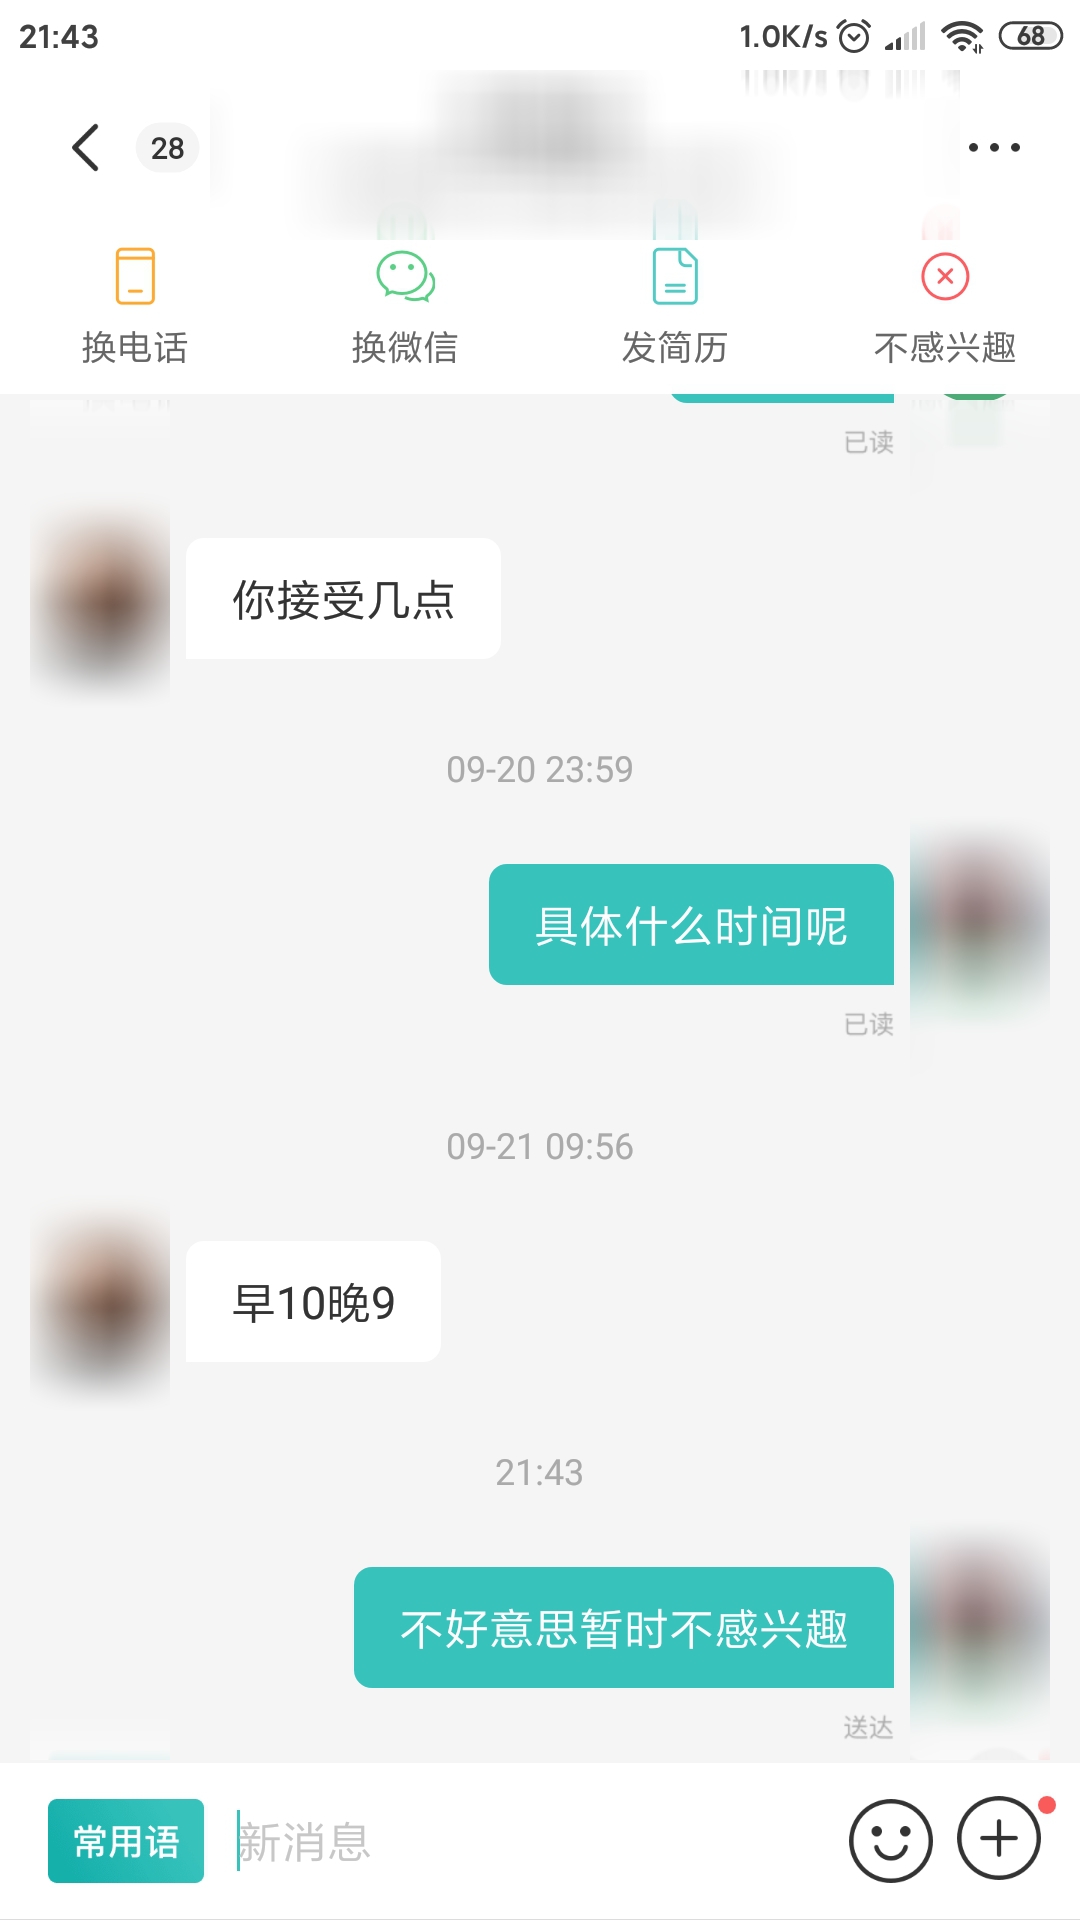 21:43 1.0K/s 68
28
换电话 换微信 发简历 不感兴趣
已读
你接受几点
09-20 23:59
具体什么时间呢
已读
09-21 09:56
早10晚9
21:43
不好意思暂时不感兴趣
送达
常用语 新消息